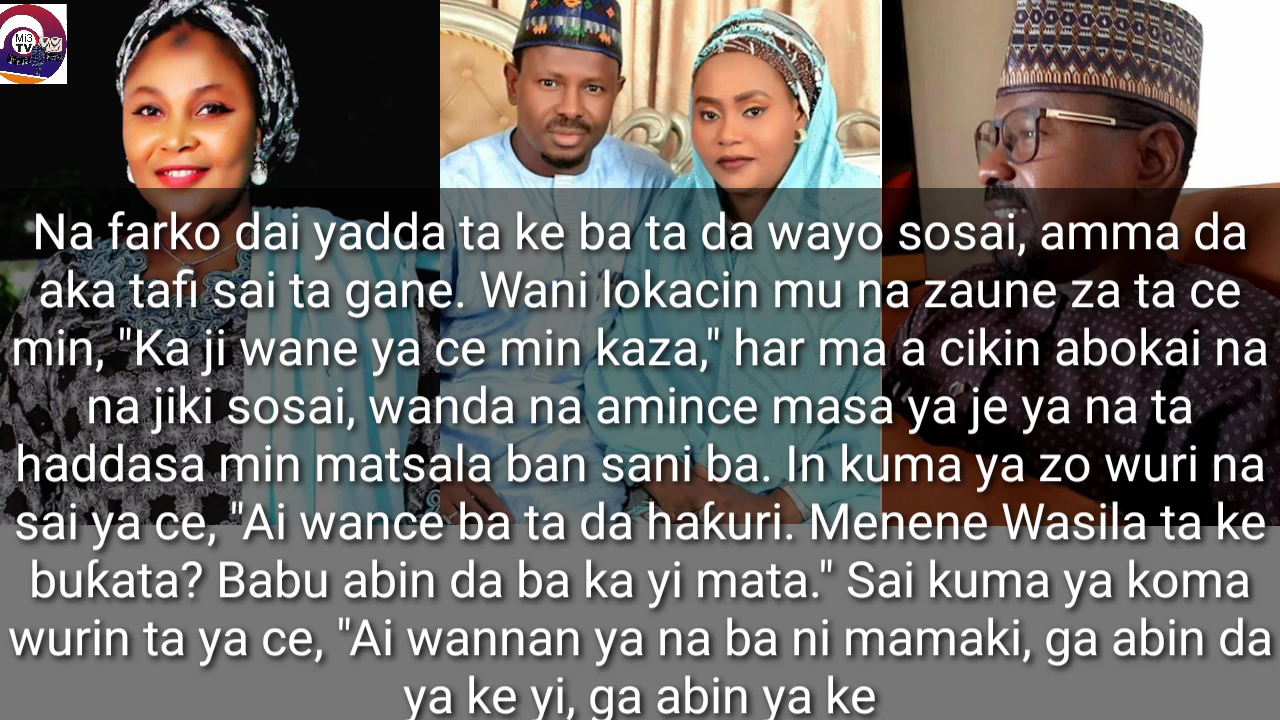 Mi3
TV
Na farko dai yadda ta ke ba ta da wayo sosai, amma da
aka tafi sai ta gane. Wani lokacin mu na zaune za ta ce
min, "Ka ji wane ya ce min kaza," har ma a cikin abokai na
na jiki sosai, wanda na amince masa ya je ya na ta
haddasa min matsala ban sani ba. In kuma ya zo wuri na
sai ya ce, "Ai wance ba ta da haƙuri. Menene Wasila ta ke
buƙata? Babu abin da ba ka yi mata." Sai kuma ya koma
wurin ta ya ce, "Ai wannan ya na ba ni mamaki, ga abin da
ya ke yi, ga abin ya ke